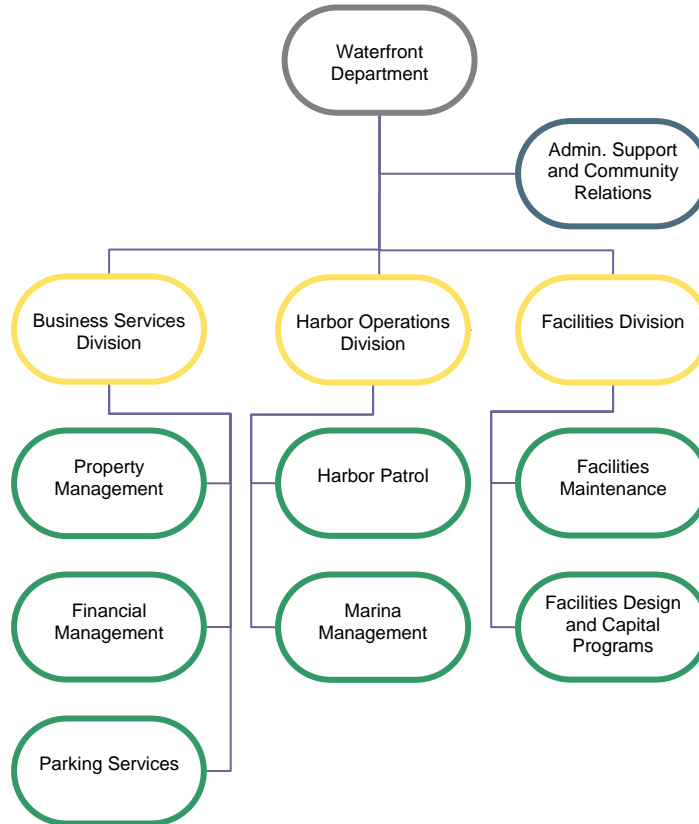 Waterfront
Department
Admin. Support
and Community
Relations
Business Services
Division
Harbor Operations
Division
Facilities Division
Property
Management
Harbor Patrol
Facilities
Maintenance
Financial
Management
Marina
Management
Facilities Design
and Capital
Programs
Parking Services